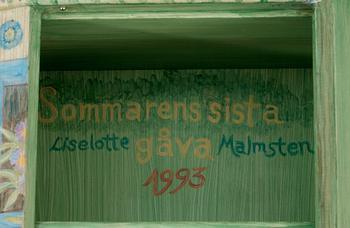 Sommarens sista
Liselotte gåva Malmsten
1993